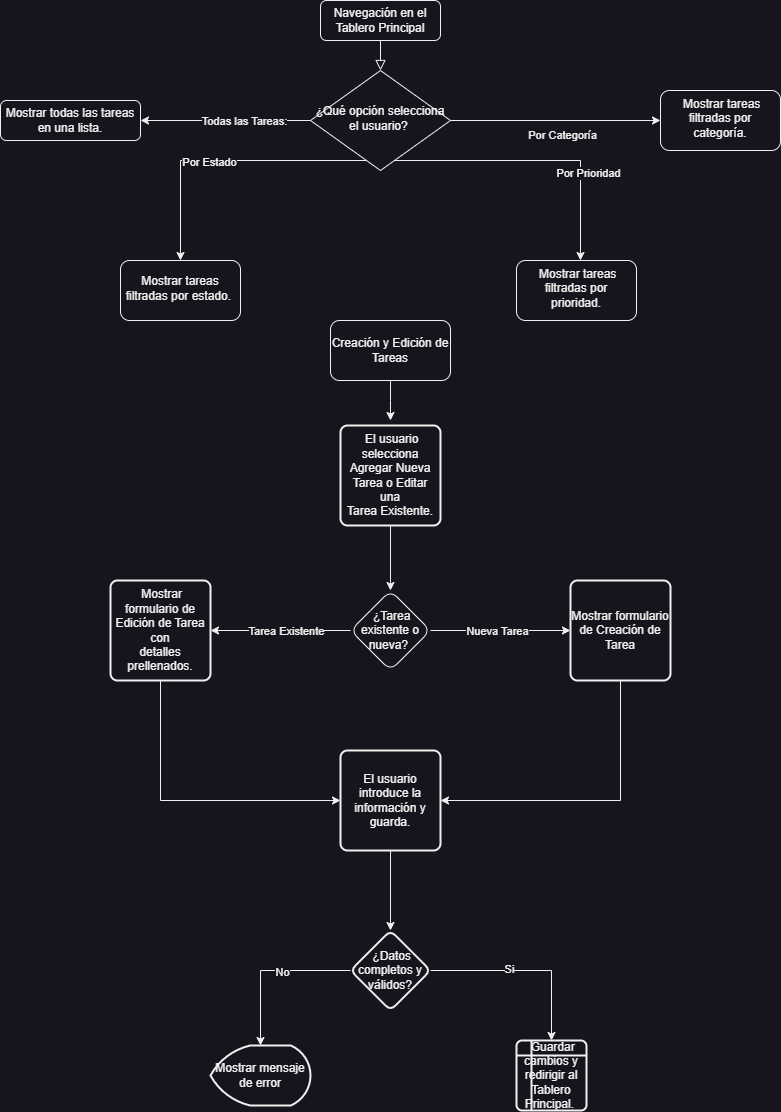 Navegación en el
Tablero Principal
¿Qué opción selecciona
el usuario?
Mostrar todas las tareas
en una lista.
Todas las Tareas:
Por Categoría
Mostrar tareas
filtradas por
categoría.
Por Estado
Por Prioridad
Mostrar tareas
filtradas por estado.
Mostrar tareas
filtradas por
prioridad.
Creación y Edición de
Tareas
El usuario
selecciona
Agregar Nueva
Tarea o Editar
una
Tarea Existente.
Mostrar
formulario de
Edición de Tarea
con
detalles
prellenados.
Tarea Existente
¿Tarea
existente o
nueva?
Nueva Tarea
Mostrar formulario
de Creación de
Tarea
El usuario
introduce la
información y
guarda.
¿Datos
completos y
válidos?
No
Si
Mostrar mensaje
de error
Guardar
cambios y
redirigir al
Tablero
Principal.